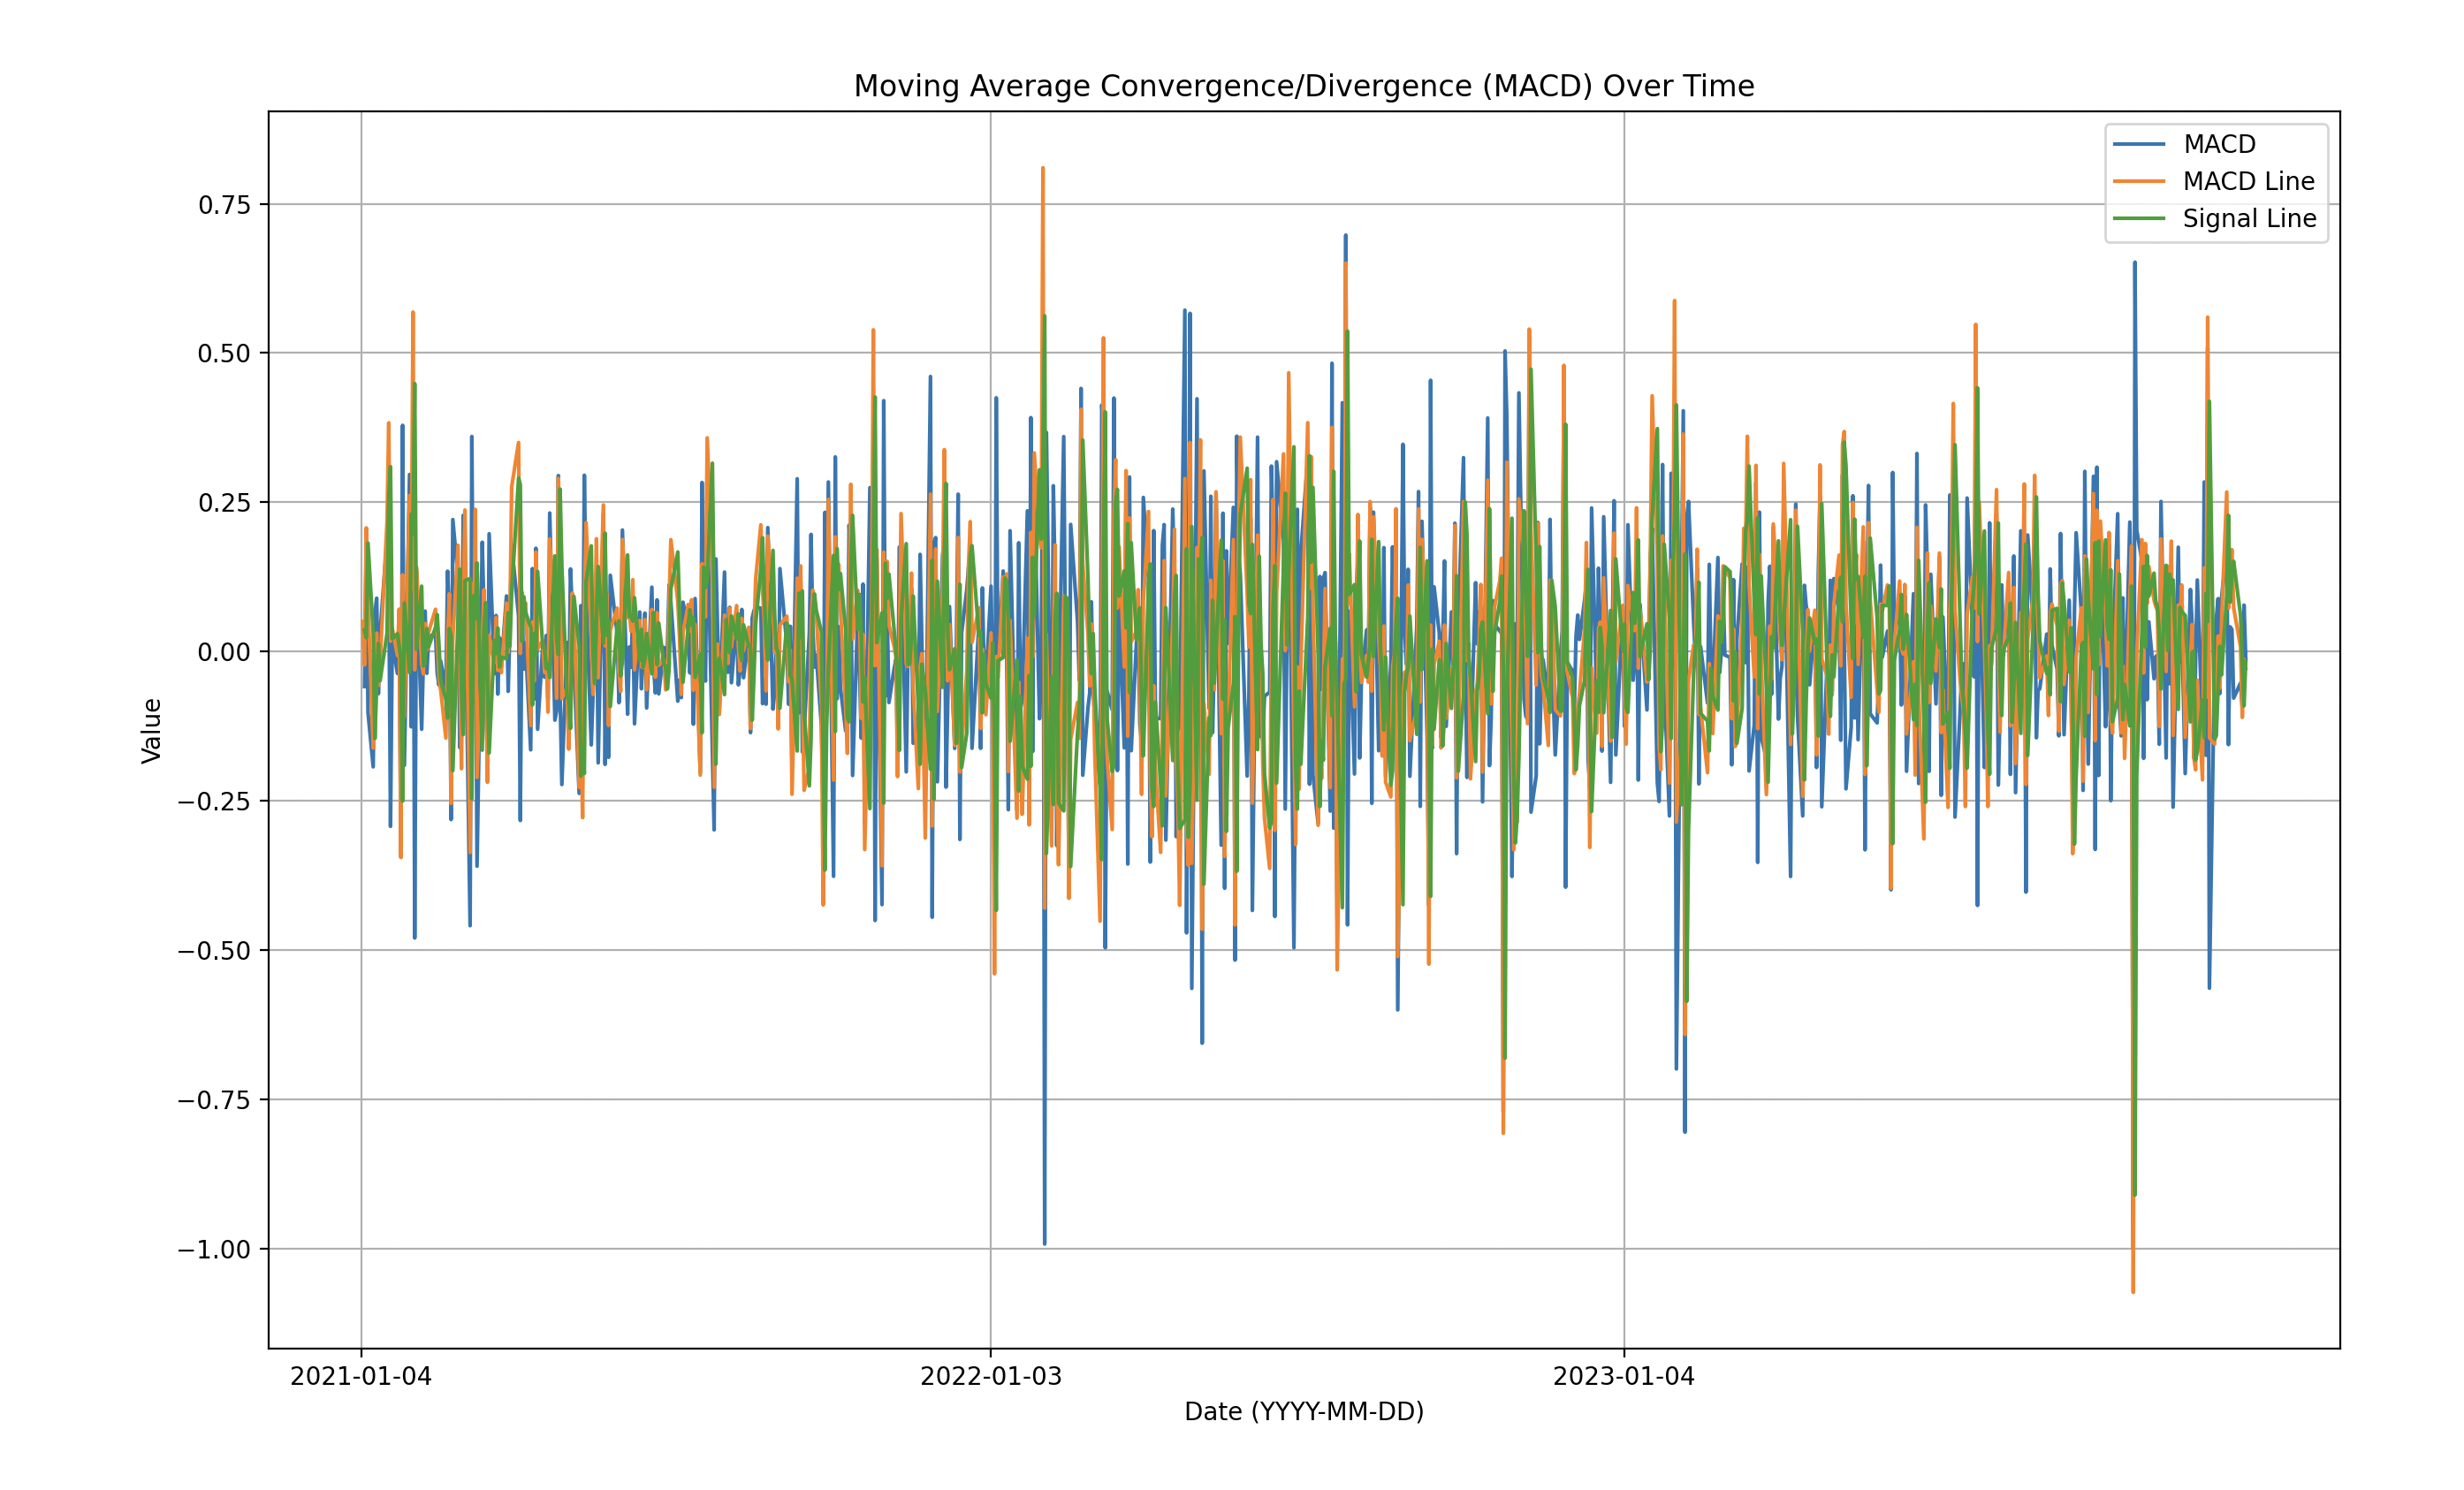 Moving Average Convergence/Divergence (MACD) Over Time
MACD
MACD Line
Signal Line
0.75
0.50
0.25
0.00
−0.25
−0.50
−0.75
−1.00
Value
2021-01-04
2022-01-03
2023-01-04
Date (YYYY-MM-DD)